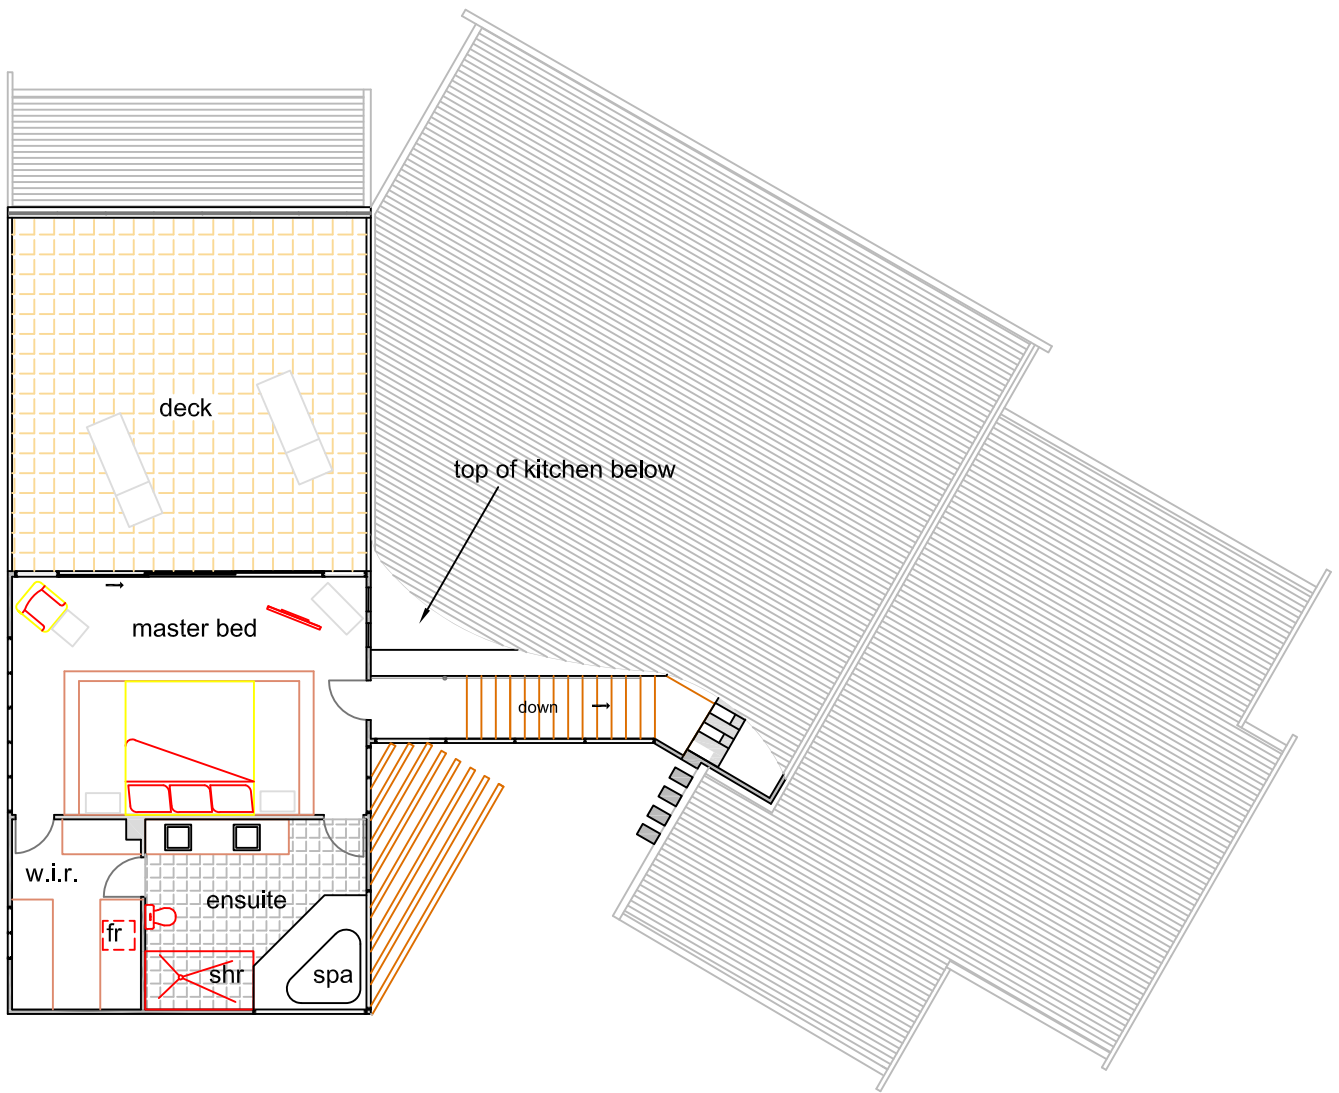 deck
top of kitchen below
master bed
down
w.i.r.
ensuite
fr
shr
spa